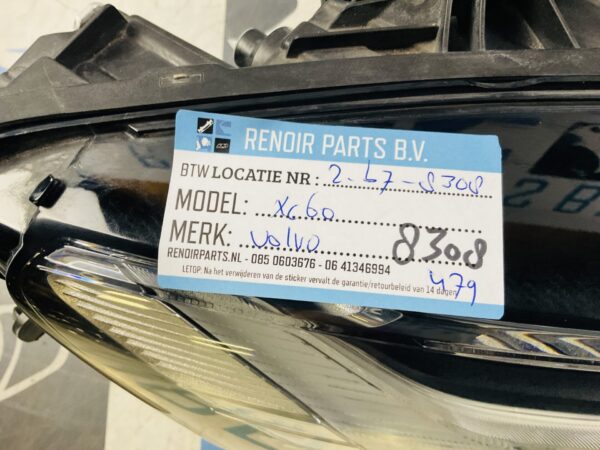 RENOIR PARTS B.V.
BTW LOCATIE NR : 2-L7-8308
MODEL: XC60
MERK: Volvo
8308
RENOIRPARTS.NL - 085 0603676 - 06 41346994
479
LETOP: Na het verwijderen van de sticker vervalt de garantie/retourbeleid van 14 dagen